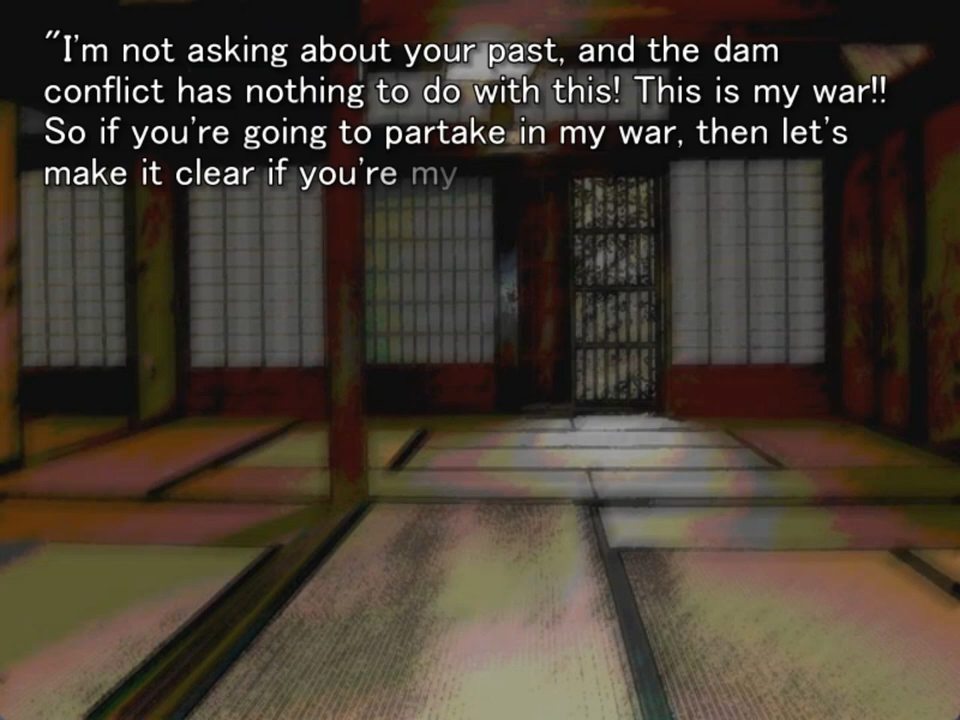 "I'm not asking about your past, and the dam
conflict has nothing to do with this! This is my war!!
So if you're going to partake in my war, then let's
make it clear if you're my